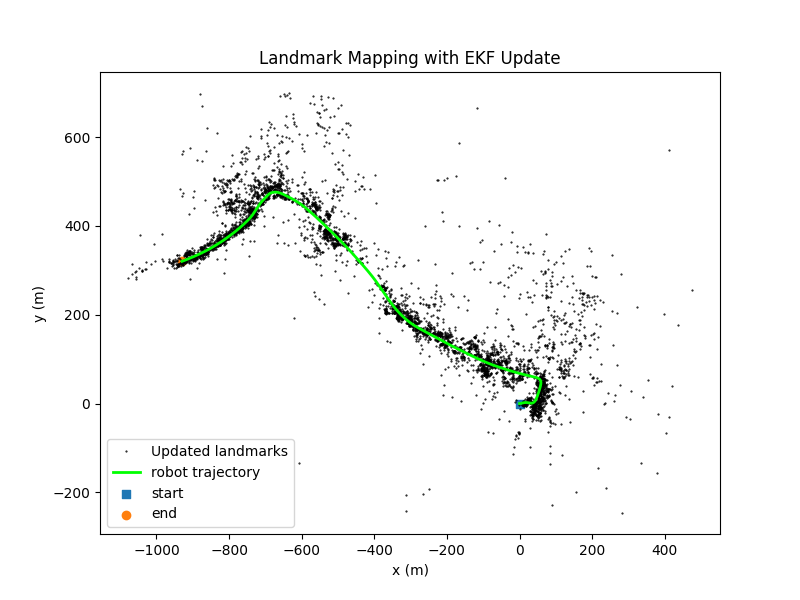 Landmark Mapping with EKF Update
y (m)
600
400
200
0
−200
Updated landmarks
robot trajectory
start
end
−1000 −800 −600 −400 −200 0 200 400
x (m)